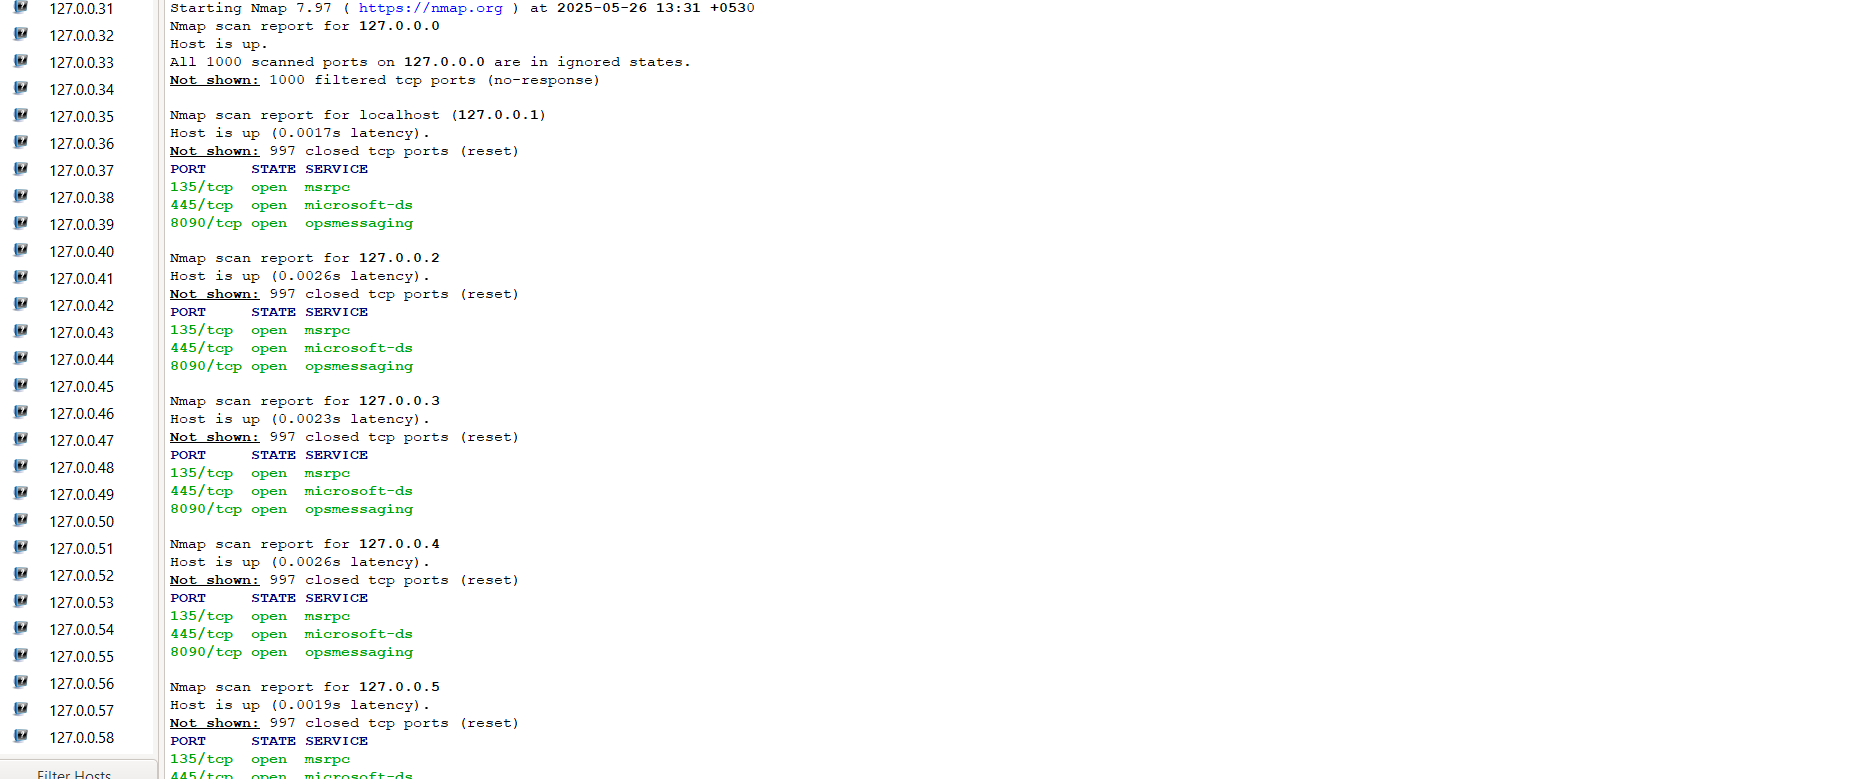 127.0.0.31
127.0.0.32
127.0.0.33
127.0.0.34
127.0.0.35
127.0.0.36
127.0.0.37
127.0.0.38
127.0.0.39
127.0.0.40
127.0.0.41
127.0.0.42
127.0.0.43
127.0.0.44
127.0.0.45
127.0.0.46
127.0.0.47
127.0.0.48
127.0.0.49
127.0.0.50
127.0.0.51
127.0.0.52
127.0.0.53
127.0.0.54
127.0.0.55
127.0.0.56
127.0.0.57
127.0.0.58
Filter Hosts
Starting Nmap 7.97 ( https://nmap.org ) at 2025-05-26 13:31 +0530
Nmap scan report for 127.0.0.0
Host is up.
All 1000 scanned ports on 127.0.0.0 are in ignored states.
Not shown: 1000 filtered tcp ports (no-response)

Nmap scan report for localhost (127.0.0.1)
Host is up (0.0017s latency).
Not shown: 997 closed tcp ports (reset)
PORT     STATE SERVICE
135/tcp  open  msrpc
445/tcp  open  microsoft-ds
8090/tcp open  opsmessaging

Nmap scan report for 127.0.0.2
Host is up (0.0026s latency).
Not shown: 997 closed tcp ports (reset)
PORT     STATE SERVICE
135/tcp  open  msrpc
445/tcp  open  microsoft-ds
8090/tcp open  opsmessaging

Nmap scan report for 127.0.0.3
Host is up (0.0023s latency).
Not shown: 997 closed tcp ports (reset)
PORT     STATE SERVICE
135/tcp  open  msrpc
445/tcp  open  microsoft-ds
8090/tcp open  opsmessaging

Nmap scan report for 127.0.0.4
Host is up (0.0026s latency).
Not shown: 997 closed tcp ports (reset)
PORT     STATE SERVICE
135/tcp  open  msrpc
445/tcp  open  microsoft-ds
8090/tcp open  opsmessaging

Nmap scan report for 127.0.0.5
Host is up (0.0019s latency).
Not shown: 997 closed tcp ports (reset)
PORT     STATE SERVICE
135/tcp  open  msrpc
445/tcp  open  microsoft-ds